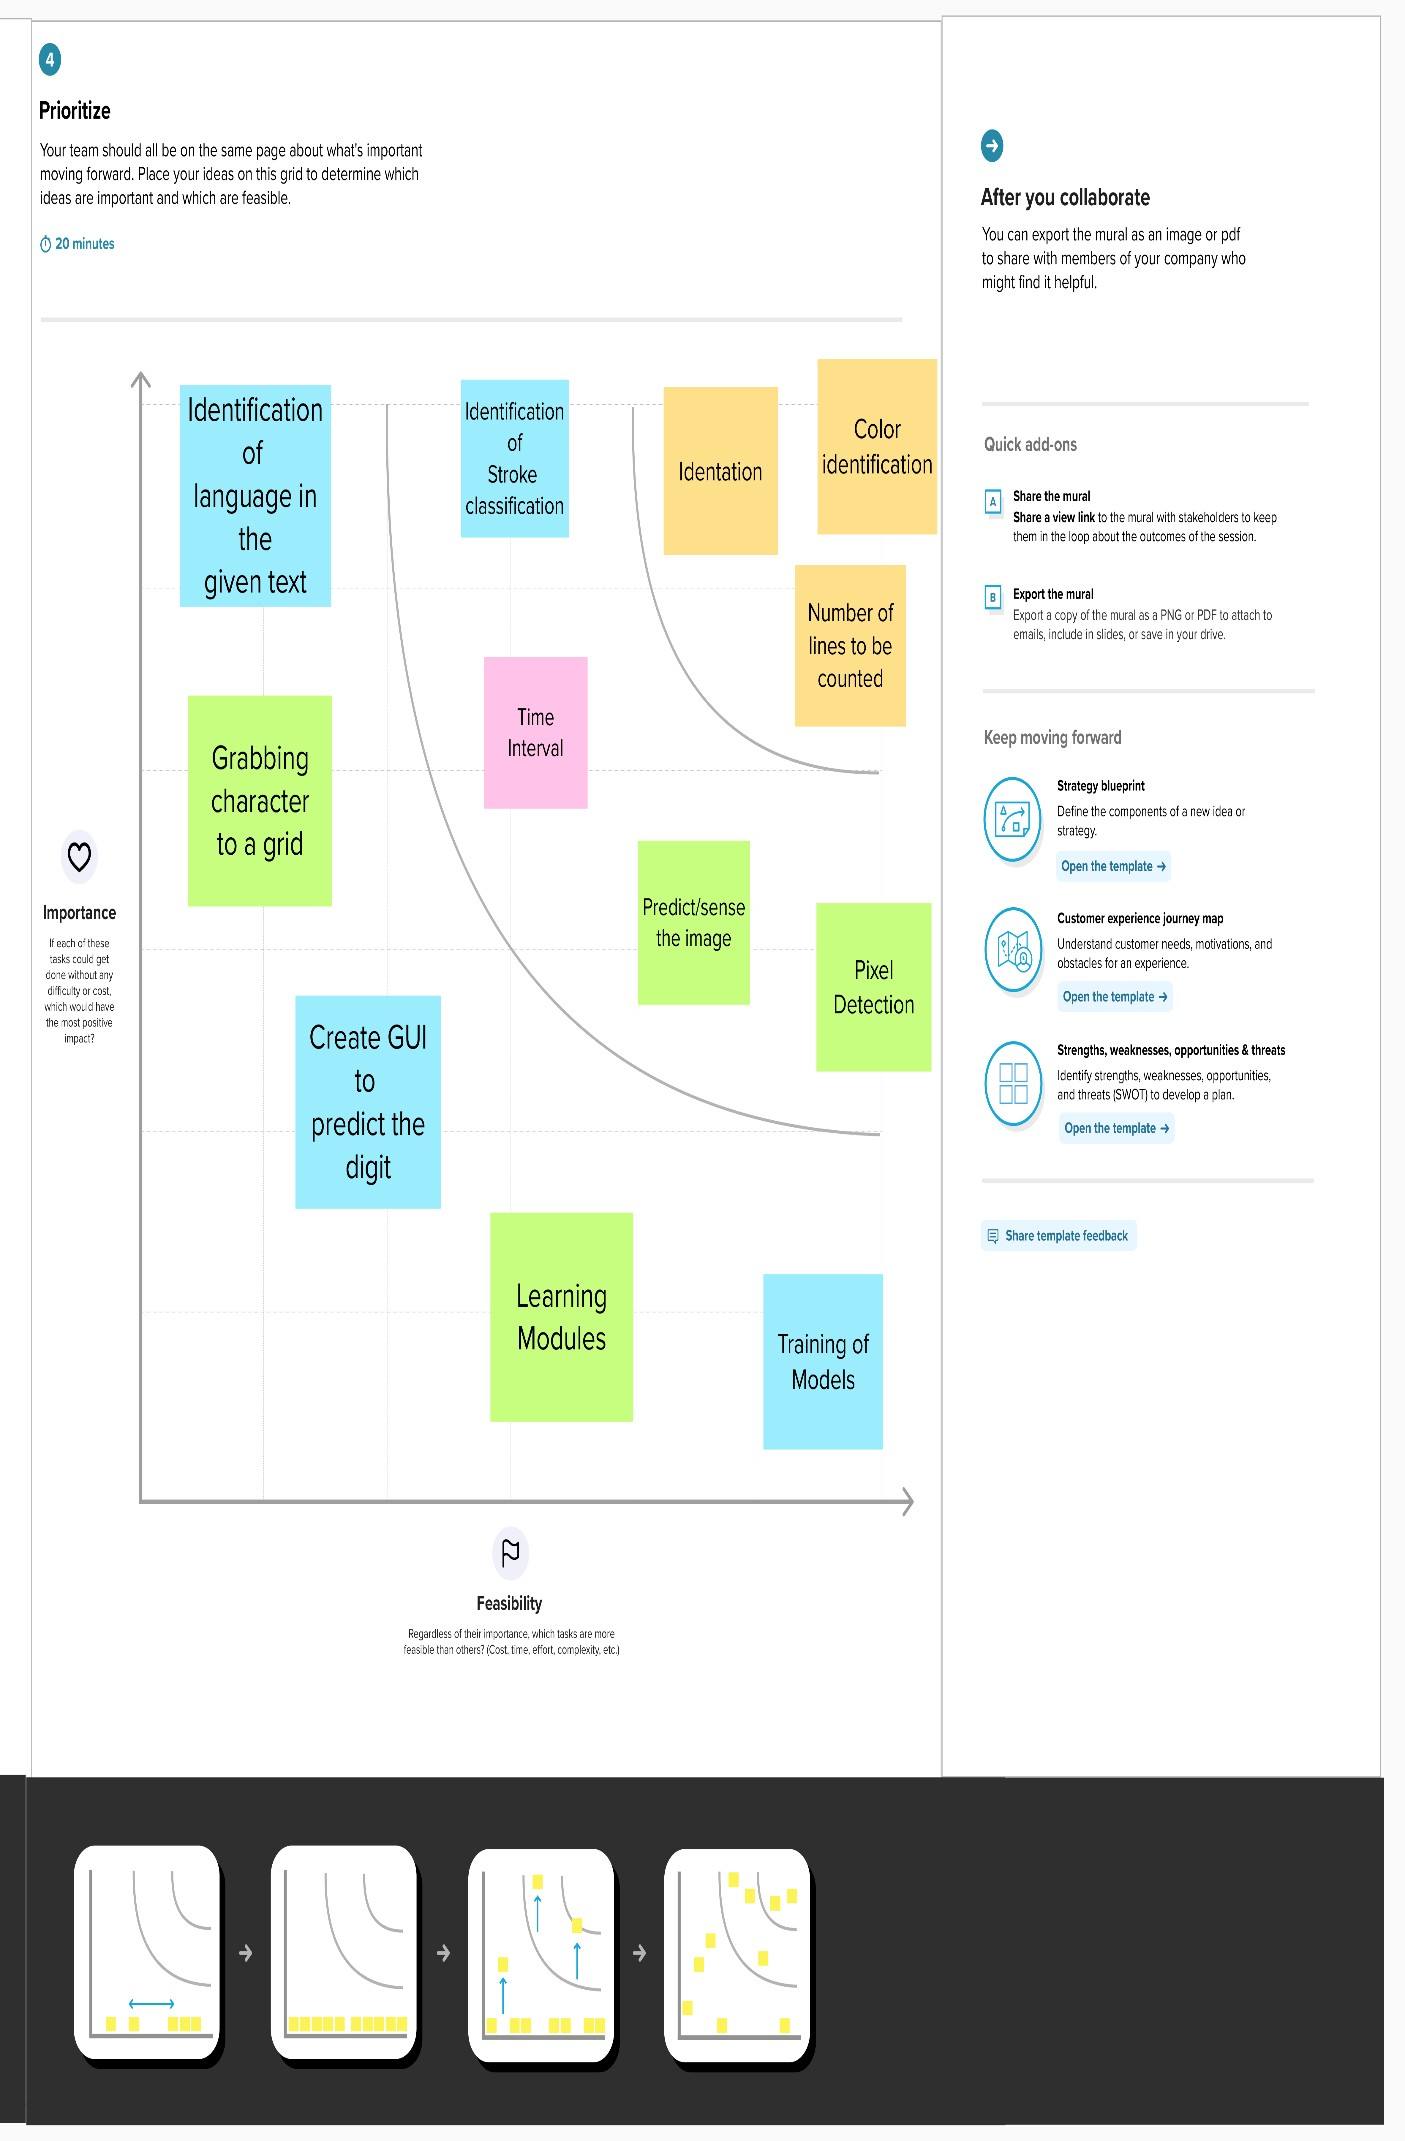 4
Prioritize
Your team should all be on the same page about what's important
moving forward. Place your ideas on this grid to determine which
ideas are important and which are feasible.
20 minutes
Identification
of
language in
the
given text
Identification
of
Stroke
classification
Identation
Color
identification
Number of
lines to be
counted
Time
Interval
Grabbing
character
to a grid
Predict/sense
the image
Pixel
Detection
Create GUI
to
predict the
digit
Learning
Modules
Training of
Models
Importance
If each of these
tasks could get
done without any
difficulty or cost,
which would have
the most positive
impact?
Feasibility
Regardless of their importance, which tasks are more
feasible than others? (Cost, time, effort, complexity, etc.)
After you collaborate
You can export the mural as an image or pdf
to share with members of your company who
might find it helpful.
Quick add-ons
A
Share the mural
Share a view link to the mural with stakeholders to keep
them in the loop about the outcomes of the session.
B
Export the mural
Export a copy of the mural as a PNG or PDF to attach to
emails, include in slides, or save in your drive.
Keep moving forward
Strategy blueprint
Define the components of a new idea or
strategy.
Open the template →
Customer experience journey map
Understand customer needs, motivations, and
obstacles for an experience.
Open the template →
Strengths, weaknesses, opportunities & threats
Identify strengths, weaknesses, opportunities,
and threats (SWOT) to develop a plan.
Open the template →
Share template feedback